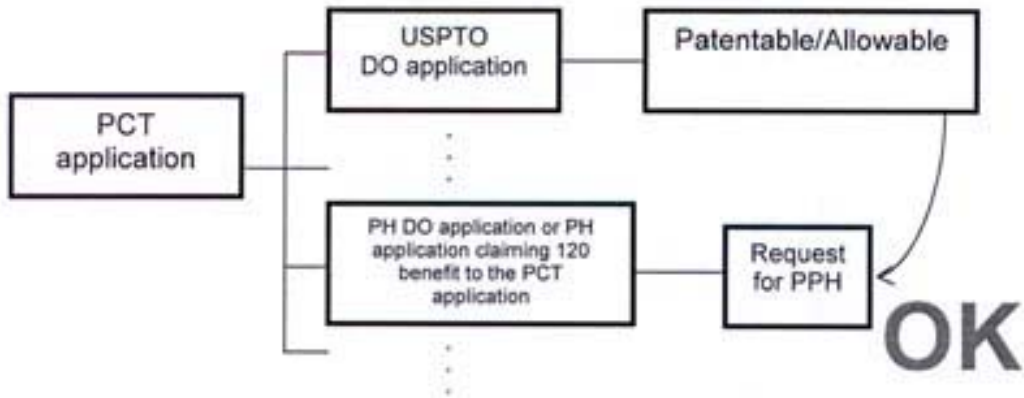 USPTO
DO application
Patentable/Allowable
PCT
application
PH DO application or PH
application claiming 120
benefit to the PCT
application
Request
for PPH
OK